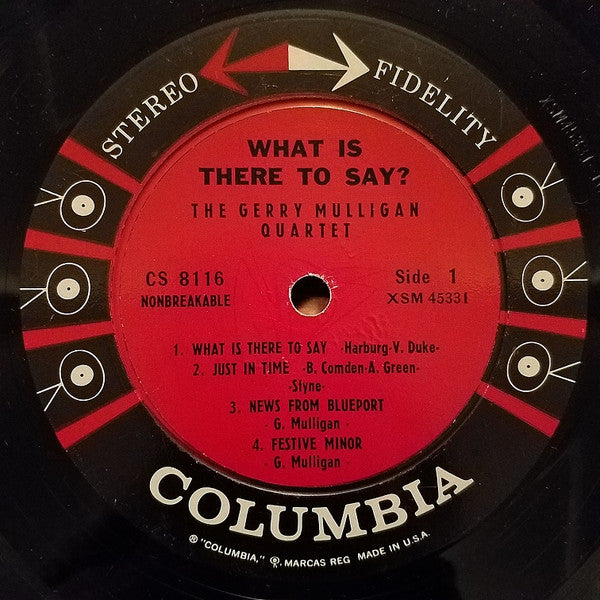 STEREO FIDELITY
WHAT IS
THERE TO SAY?
THE GERRY MULLIGAN
QUARTET
CS 8116
NONBREAKABLE
Side 1
XSM 45331
1. WHAT IS THERE TO SAY -Harburg-V. Duke-
2. JUST IN TIME -B. Comden-A. Green-
-Slyne-
3. NEWS FROM BLUEPORT
G. Mulligan -
4. FESTIVE MINOR
- G. Mulligan -
COLUMBIA
® "COLUMBIA," Ⓟ, MARCAS REG MADE IN U.S.A.